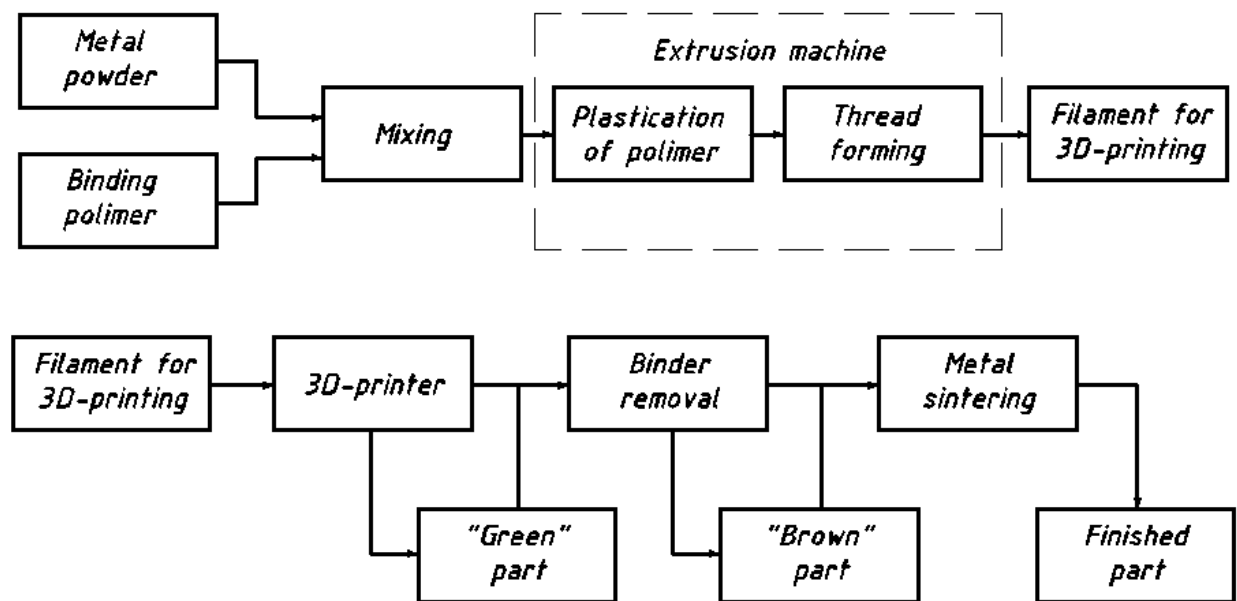 Metal
powder
Extrusion machine
Mixing
Plastication
of polimer
Thread
forming
Filament for
3D-printing
Binding
polimer
Filament for
3D-printing
3D-printer
Binder
removal
Metal
sintering
"Green"
part
"Brown"
part
Finished
part